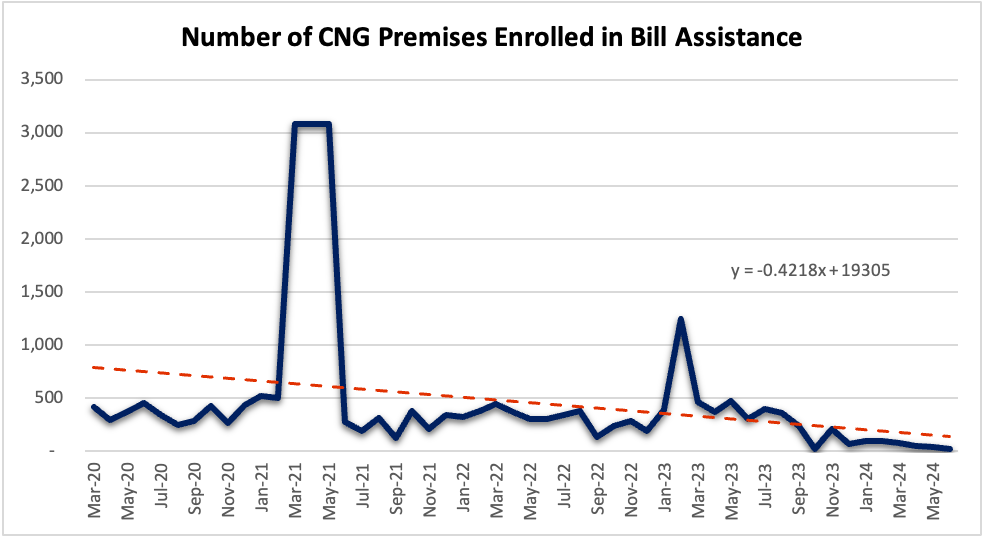 Number of CNG Premises Enrolled in Bill Assistance
3,500
3,000
2,500
2,000
1,500
1,000
500
-
y = -0.4218x + 19305
Mar-20
May-20
Jul-20
Sep-20
Nov-20
Jan-21
Mar-21
May-21
Jul-21
Sep-21
Nov-21
Jan-22
Mar-22
May-22
Jul-22
Sep-22
Nov-22
Jan-23
Mar-23
May-23
Jul-23
Sep-23
Nov-23
Jan-24
Mar-24
May-24